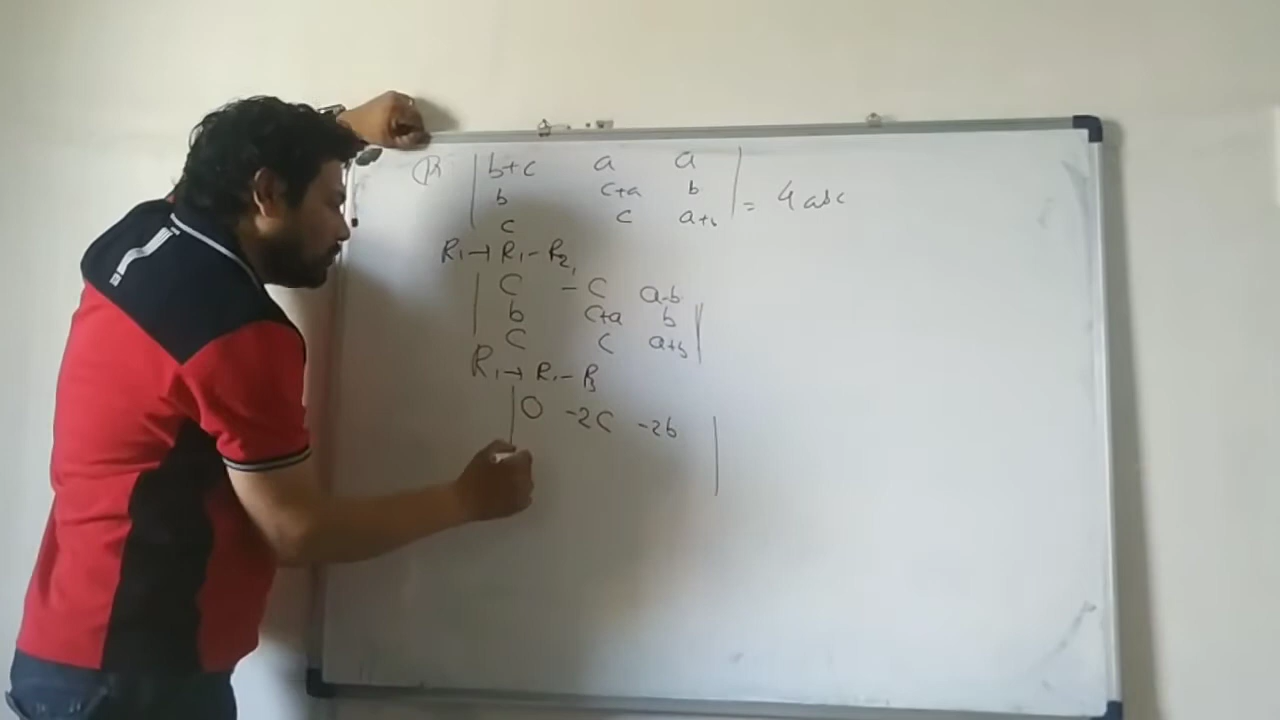 b+c a a
b c+a b
c c a+b = 4abc
R₁→R₁-R₂,
c -c a-b
b c+a b
c c a+b
R₁→R₁-R₃
0 -2c -2b